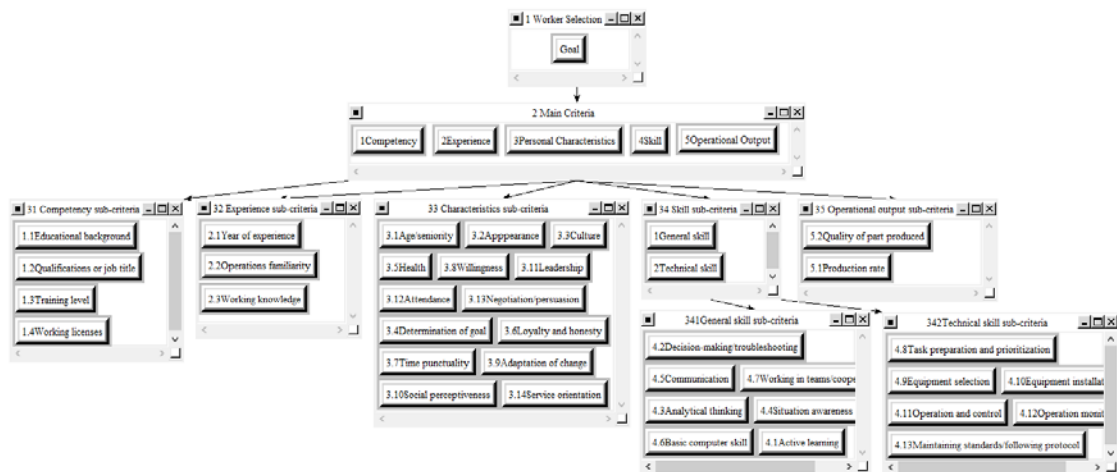 1 Worker Selection
Goal
2 Main Criteria
1Competency 2Experience 3Personal Characteristics 4Skill 5Operational Output
31 Competency sub-criteria
1.1Educational background
1.2Qualifications or job title
1.3Training level
1.4Working licenses
32 Experience sub-criteria
2.1Year of experience
2.2Operations familiarity
2.3Working knowledge
33 Characteristics sub-criteria
3.1Age/seniority 3.2Apppearance 3.3Culture
3.5Health 3.8Willingness 3.11Leadership
3.12Attendance 3.13Negotiation/persuasion
3.4Determination of goal 3.6Loyalty and honesty
3.7Time punctuality 3.9Adaptation of change
3.10Social perceptiveness 3.14Service orientation
34 Skill sub-criteria
1General skill
2Technical skill
35 Operational output sub-criteria
5.2Quality of part produced
5.1Production rate
341General skill sub-criteria
4.2Decision-making/troubleshooting
4.5Communication 4.7Working in teams/coope
4.3Analytical thinking 4.4Situation awareness
4.6Basic computer skill 4.1Active learning
342Technical skill sub-criteria
4.8Task preparation and prioritization
4.9Equipment selection 4.10Equipment installat
4.11Operation and control 4.12Operation monit
4.13Maintaining standards/following protocol